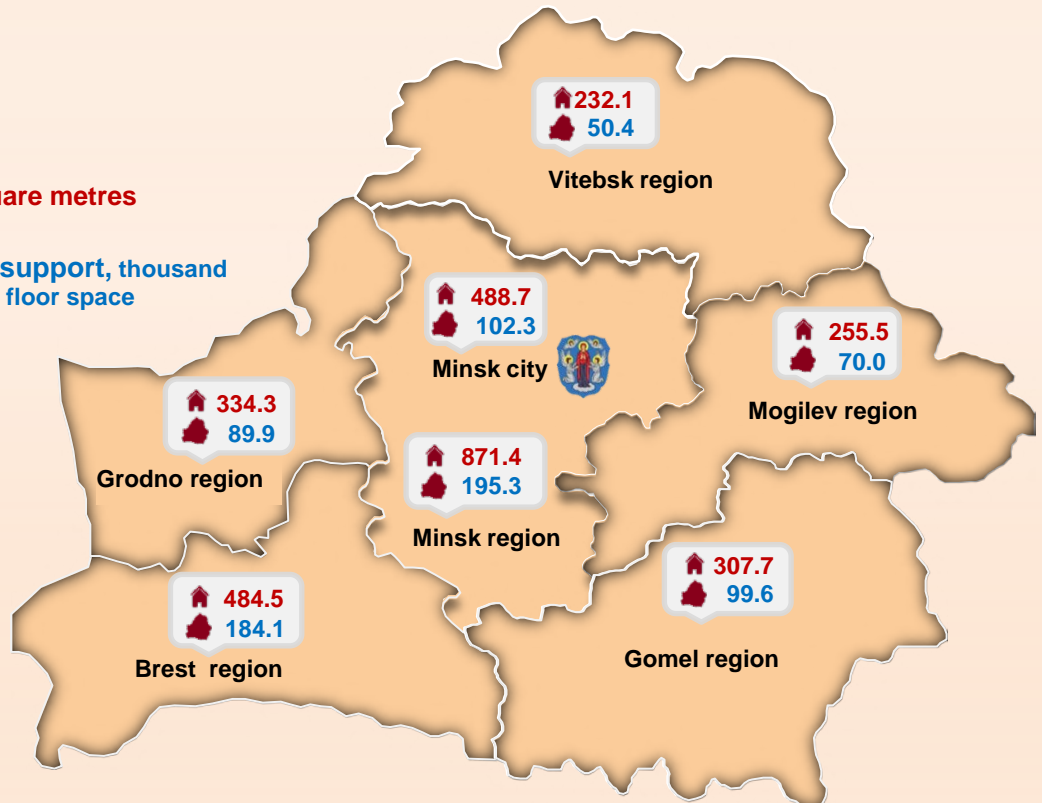 232.1
50.4
Vitebsk region
uare metres
support, thousand
floor space
488.7
102.3
Minsk city
255.5
70.0
Mogilev region
334.3
89.9
Grodno region
871.4
195.3
Minsk region
307.7
99.6
Gomel region
484.5
184.1
Brest region